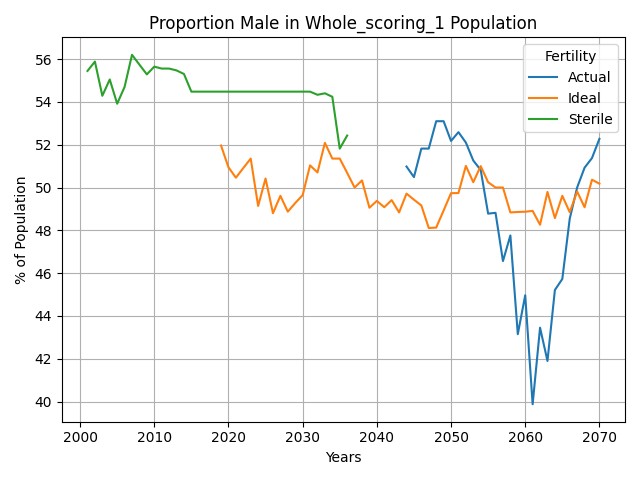 Proportion Male in Whole_scoring_1 Population
Fertility
Actual
Ideal
Sterile
% of Population
56
54
52
50
48
46
44
42
40
2000
2010
2020
2030
2040
2050
2060
2070
Years